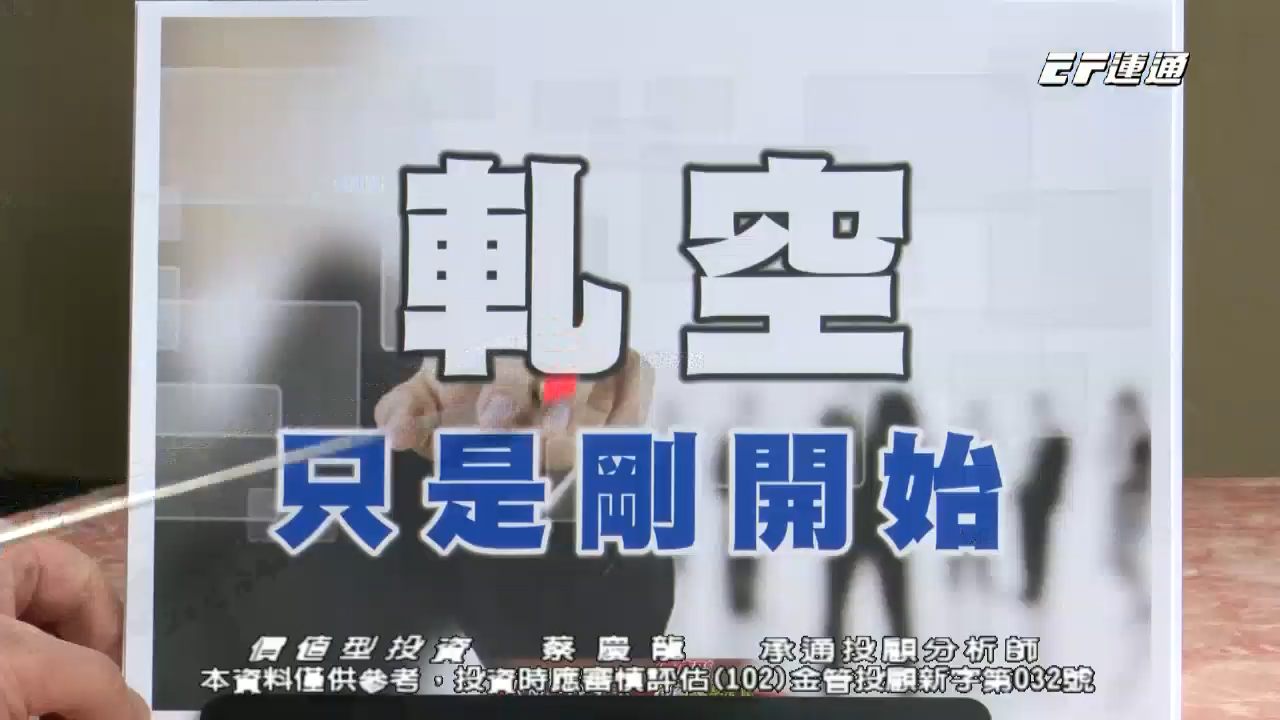 EF運通
軋空
只是剛開始
價值型投資 蔡慶龍 承通投顧分析師
本資料僅供參考，投資時應審慎評估(102)金管投顧新字第032號